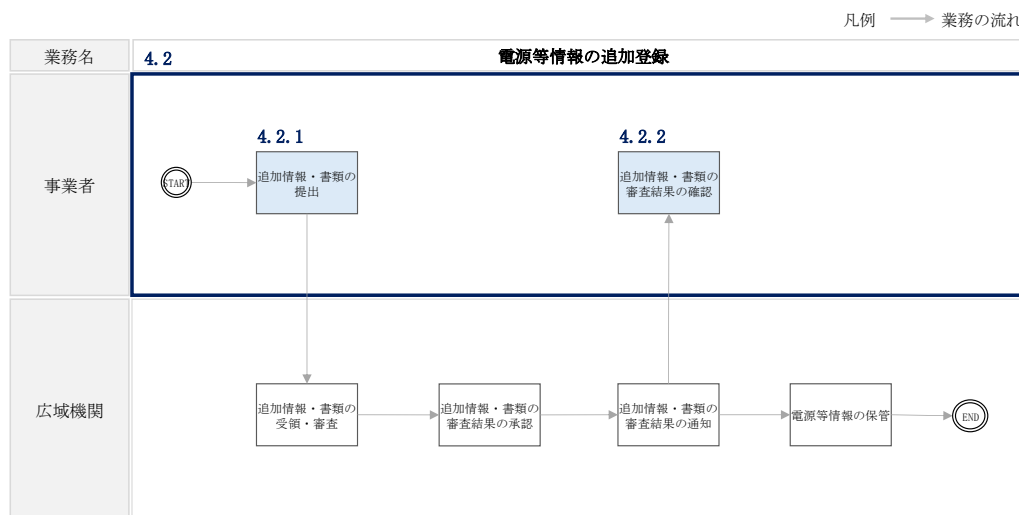 凡例 業務の流れ
業務名 4.2 電源等情報の追加登録
事業者
START
4.2.1
追加情報・書類の
提出
4.2.2
追加情報・書類の
審査結果の確認
広域機関
追加情報・書類の
受領・審査
追加情報・書類の
審査結果の承認
追加情報・書類の
審査結果の通知
電源等情報の保管
END